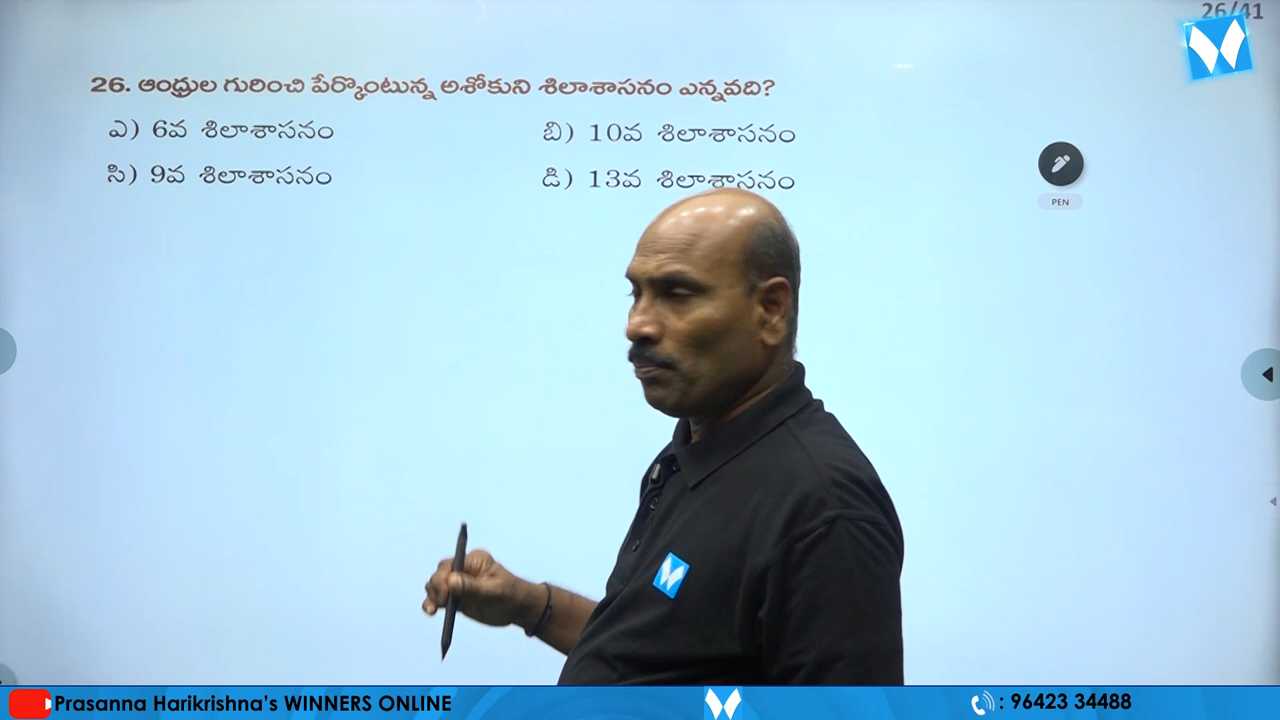 26/41
26. ఆంధ్రుల గురించి పేర్కొంటున్న అశోకుని శిలాశాసనం ఎన్నవది?
ఎ) 6వ శిలాశాసనం
బి) 10వ శిలాశాసనం
సి) 9వ శిలాశాసనం
డి) 13వ శిలాశాసనం
PEN
Prasanna Harikrishna's WINNERS ONLINE
: 96423 34488